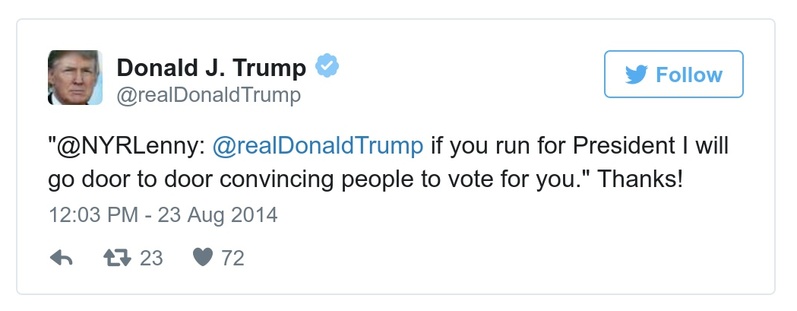 Donald J. Trump
@realDonaldTrump
Follow
"@NYRLenny: @realDonaldTrump if you run for President I will
go door to door convincing people to vote for you." Thanks!
12:03 PM - 23 Aug 2014
23 72